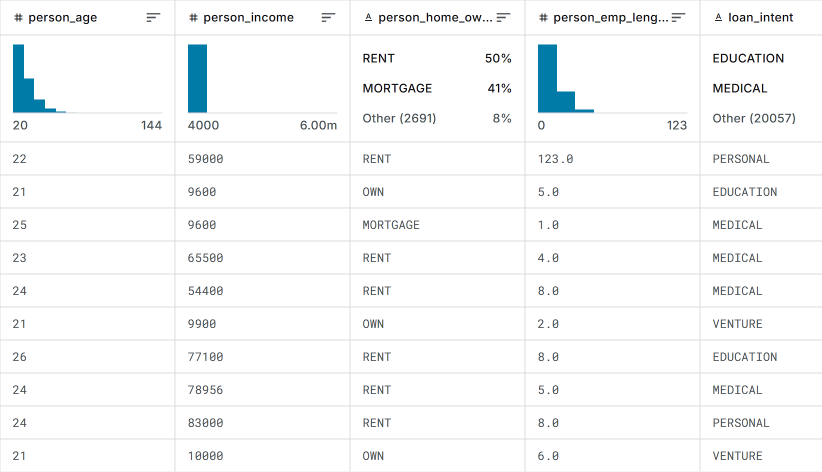 # person_age # person_income A person_home_ow... # person_emp_leng... A loan_intent
RENT 50% EDUCATION
MORTGAGE 41% MEDICAL
Other (2691) 8% Other (20057)
20 144 4000 6.00m 0 123
22 59000 RENT 123.0 PERSONAL
21 9600 OWN 5.0 EDUCATION
25 9600 MORTGAGE 1.0 MEDICAL
23 65500 RENT 4.0 MEDICAL
24 54400 RENT 8.0 MEDICAL
21 9900 OWN 2.0 VENTURE
26 77100 RENT 8.0 EDUCATION
24 78956 RENT 5.0 MEDICAL
24 83000 RENT 8.0 PERSONAL
21 10000 OWN 6.0 VENTURE